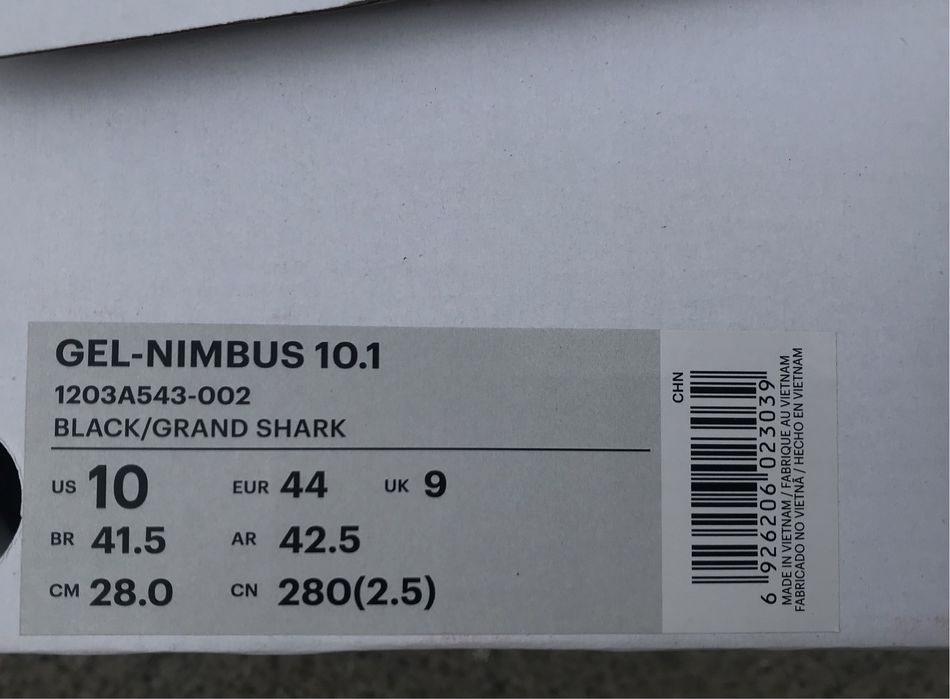 GEL-NIMBUS 10.1
1203A543-002
BLACK/GRAND SHARK
US 10 EUR 44 UK 9
BR 41.5 AR 42.5
CM 28.0 CN 280(2.5)
CHN
6 926206 023039
MADE IN VIETNAM / FABRIQUÉ AU VIETNAM
FABRICADO NO VIETNÃ / HECHO EN VIETNAM